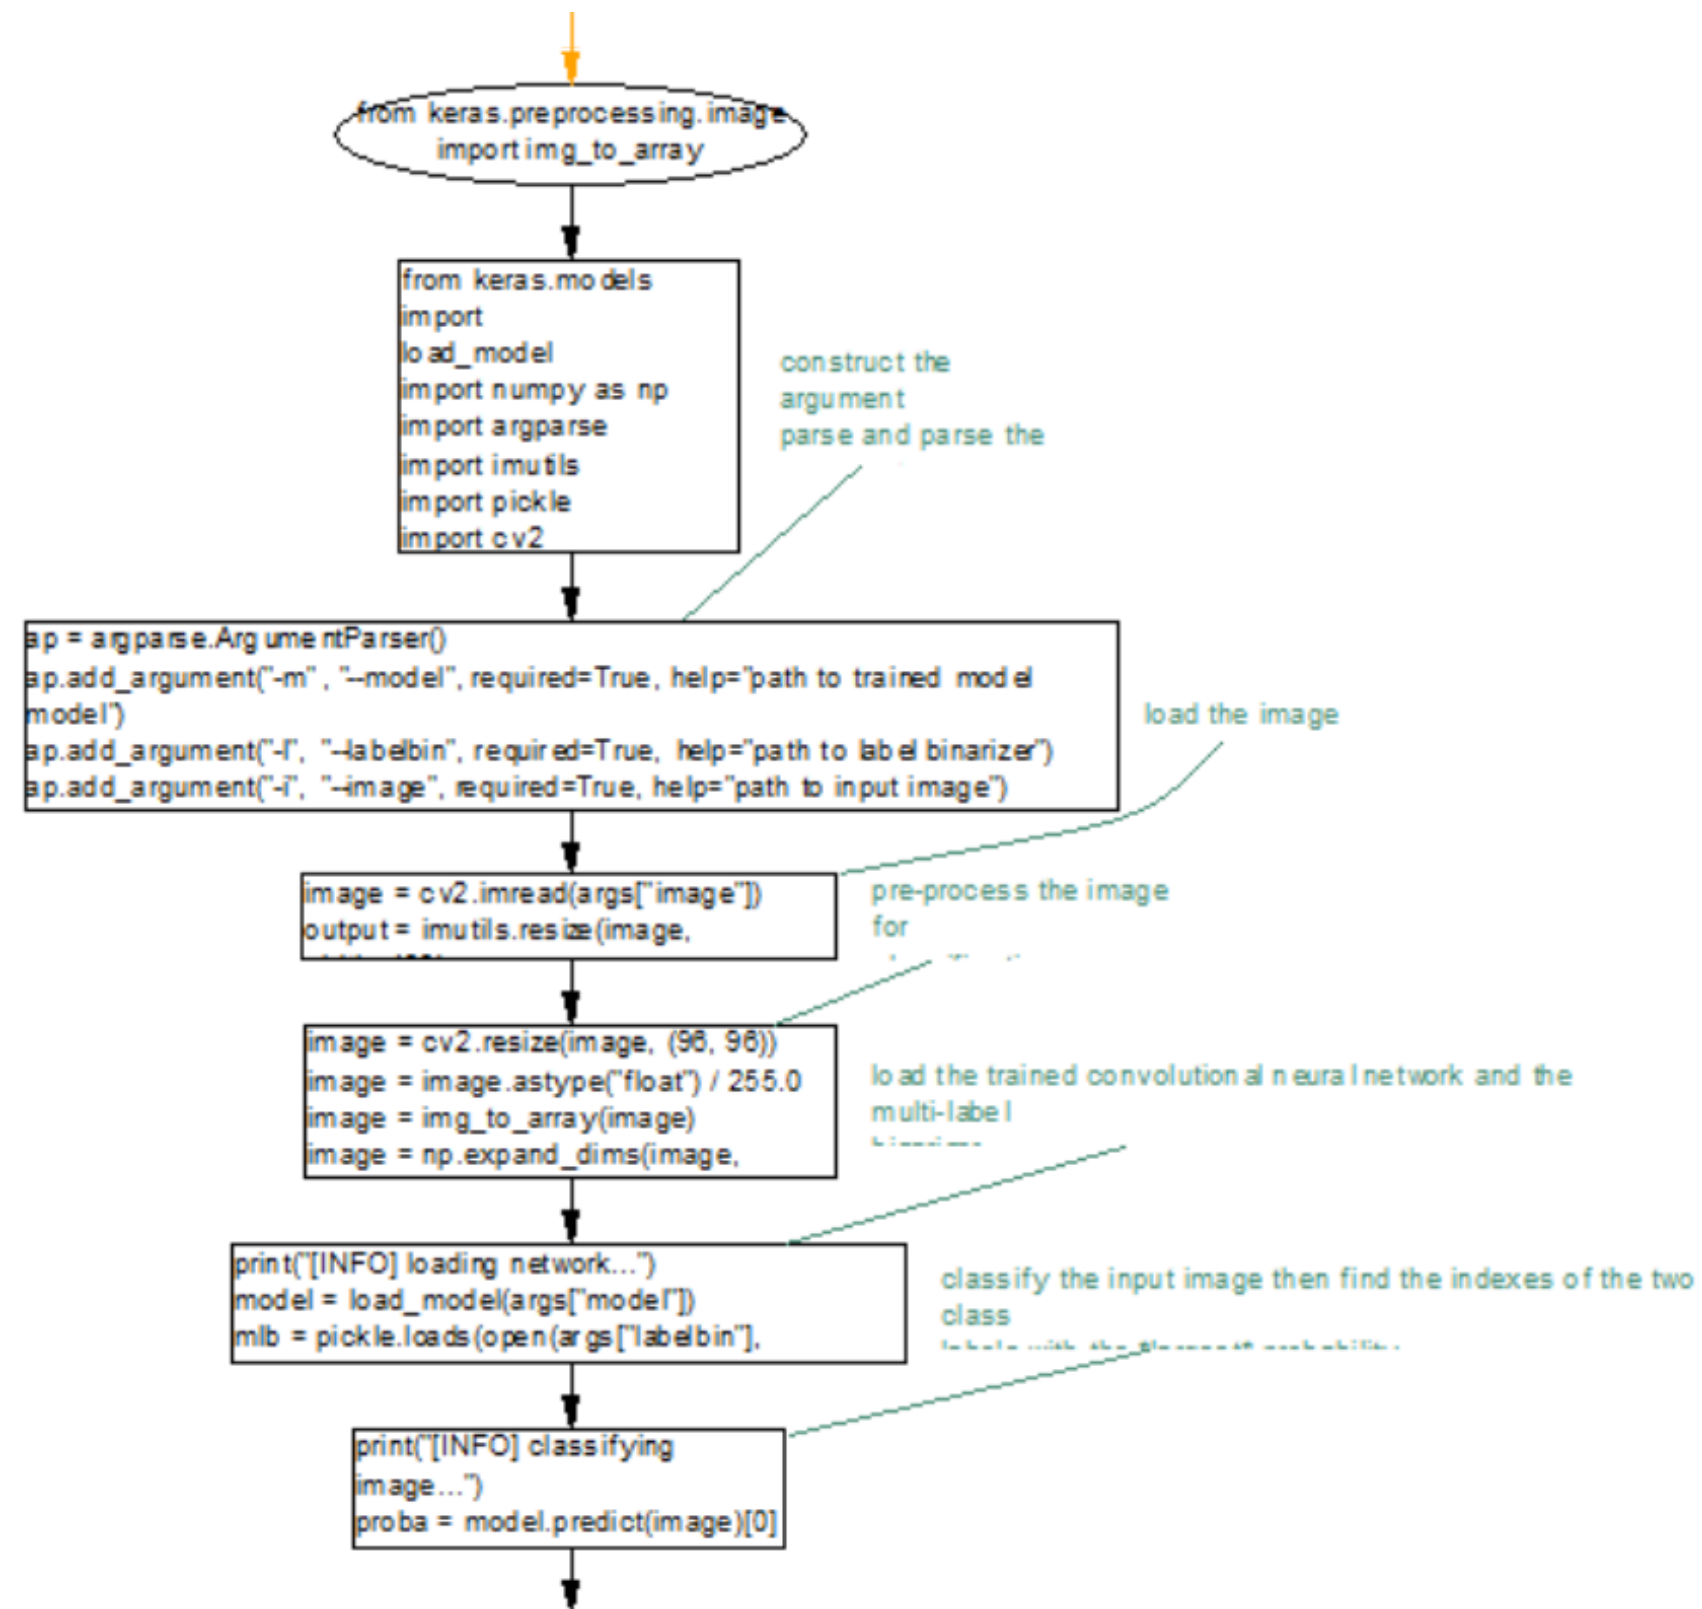 from keras.preprocessing.image
import img_to_array
from keras.models
import
load_model
import numpy as np
import argparse
import imutils
import pickle
import cv2
construct the
argument
parse and parse the
ap = argparse.ArgumentParser()
ap.add_argument("-m", "--model", required=True, help="path to trained model
model")
ap.add_argument("-l", "--labelbin", required=True, help="path to label binarizer")
ap.add_argument("-i", "--image", required=True, help="path to input image")
load the image
image = cv2.imread(args["image"])
output = imutils.resize(image,
pre-process the image
for
image = cv2.resize(image, (96, 96))
image = image.astype("float") / 255.0
image = img_to_array(image)
image = np.expand_dims(image,
load the trained convolutional neural network and the
multi-label
print("[INFO] loading network...")
model = load_model(args["model"])
mlb = pickle.loads(open(args["labelbin"],
classify the input image then find the indexes of the two
class
labels with the *largest* probability
print("[INFO] classifying
image...")
proba = model.predict(image)[0]